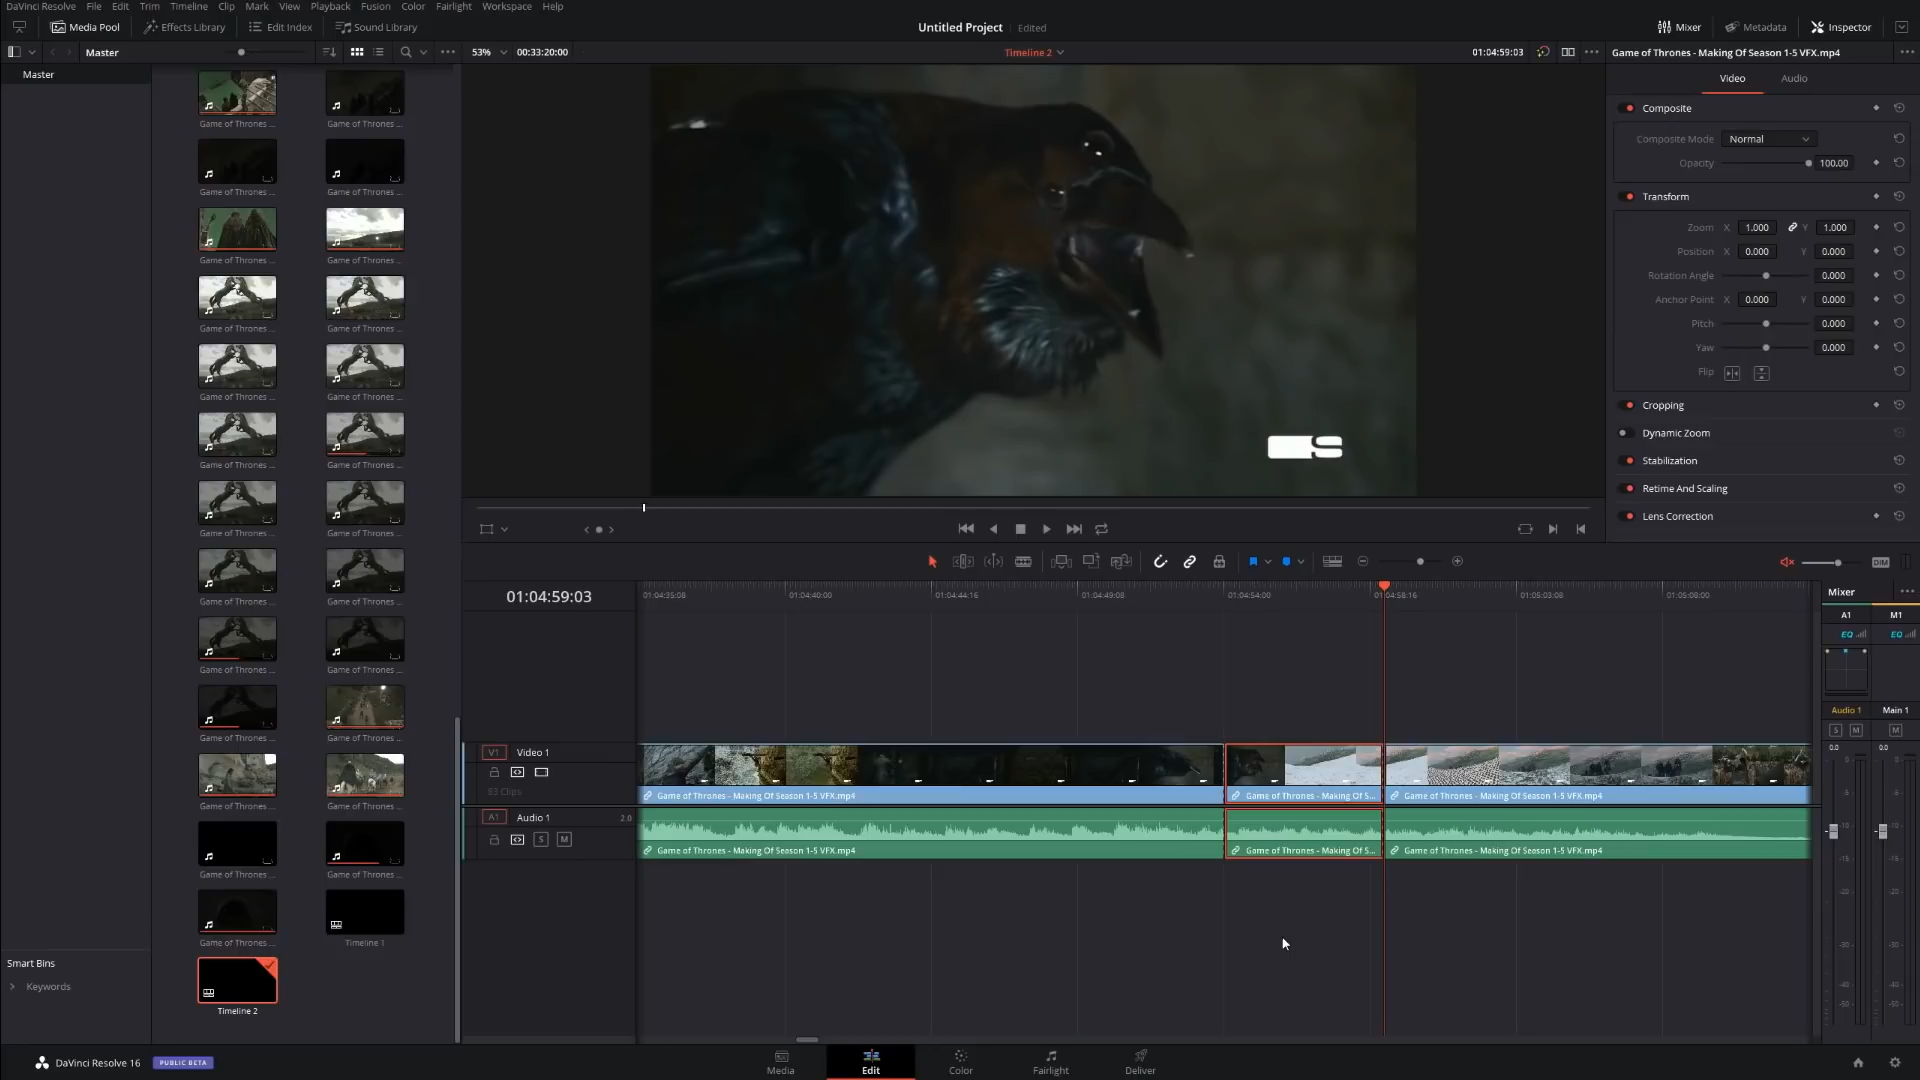 DaVinci Resolve File Edit Trim Timeline Clip Mark View Playback Fusion Color Fairlight Workspace Help
Media Pool Effects Library Edit Index Sound Library Untitled Project Edited Mixer Metadata Inspector
Master 53% 00:33:20:00 Timeline 2 01:04:59:03 Game of Thrones - Making Of Season 1-5 VFX.mp4
Master
Video Audio
Composite
Composite Mode Normal
Opacity 100.00
Transform
Zoom X 1.000 Y 1.000
Position X 0.000 Y 0.000
Rotation Angle 0.000
Anchor Point X 0.000 Y 0.000
Pitch 0.000
Yaw 0.000
Flip
Cropping
Dynamic Zoom
Stabilization
Retime And Scaling
Lens Correction
Game of Thrones ... Game of Thrones ...
Game of Thrones ... Game of Thrones ...
Game of Thrones ... Game of Thrones ...
Game of Thrones ... Game of Thrones ...
Game of Thrones ... Game of Thrones ...
Game of Thrones ... Game of Thrones ...
Game of Thrones ... Game of Thrones ...
Game of Thrones ... Game of Thrones ...
Game of Thrones ... Game of Thrones ...
Game of Thrones ... Game of Thrones ...
Game of Thrones ... Game of Thrones ...
Game of Thrones ... Game of Thrones ...
Game of Thrones ... Timeline 1
Timeline 2
Smart Bins
Keywords
DIM
01:04:59:03 01:04:35:08 01:04:40:00 01:04:44:16 01:04:49:08 01:04:54:00 01:04:58:16 01:05:03:08 01:05:08:00
V1 Video 1
83 Clips
Game of Thrones - Making Of Season 1-5 VFX.mp4 Game of Thrones - Making Of S... Game of Thrones - Making Of Season 1-5 VFX.mp4
A1 Audio 1 2.0
S M
Game of Thrones - Making Of Season 1-5 VFX.mp4 Game of Thrones - Making Of S... Game of Thrones - Making Of Season 1-5 VFX.mp4
Mixer
A1 M1
EQ EQ
Audio 1 Main 1
S M M
0.0 0.0
DaVinci Resolve 16 PUBLIC BETA
Media Edit Color Fairlight Deliver